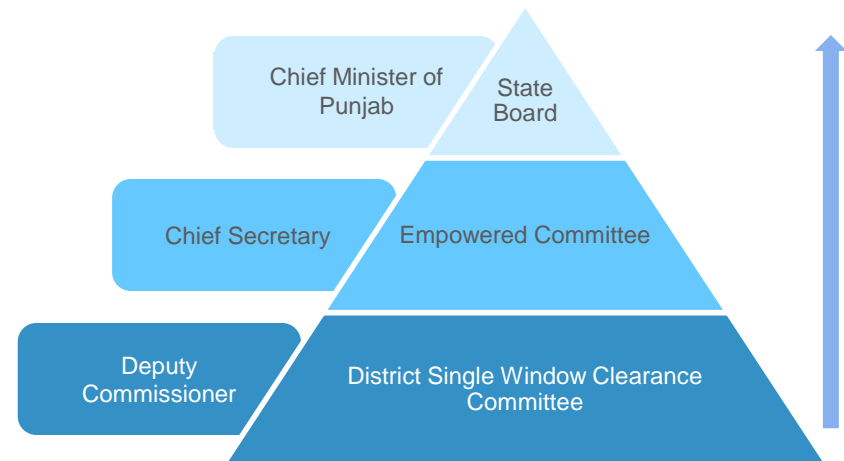 Chief Minister of
Punjab
State
Board
Chief Secretary
Empowered Committee
Deputy
Commissioner
District Single Window Clearance
Committee